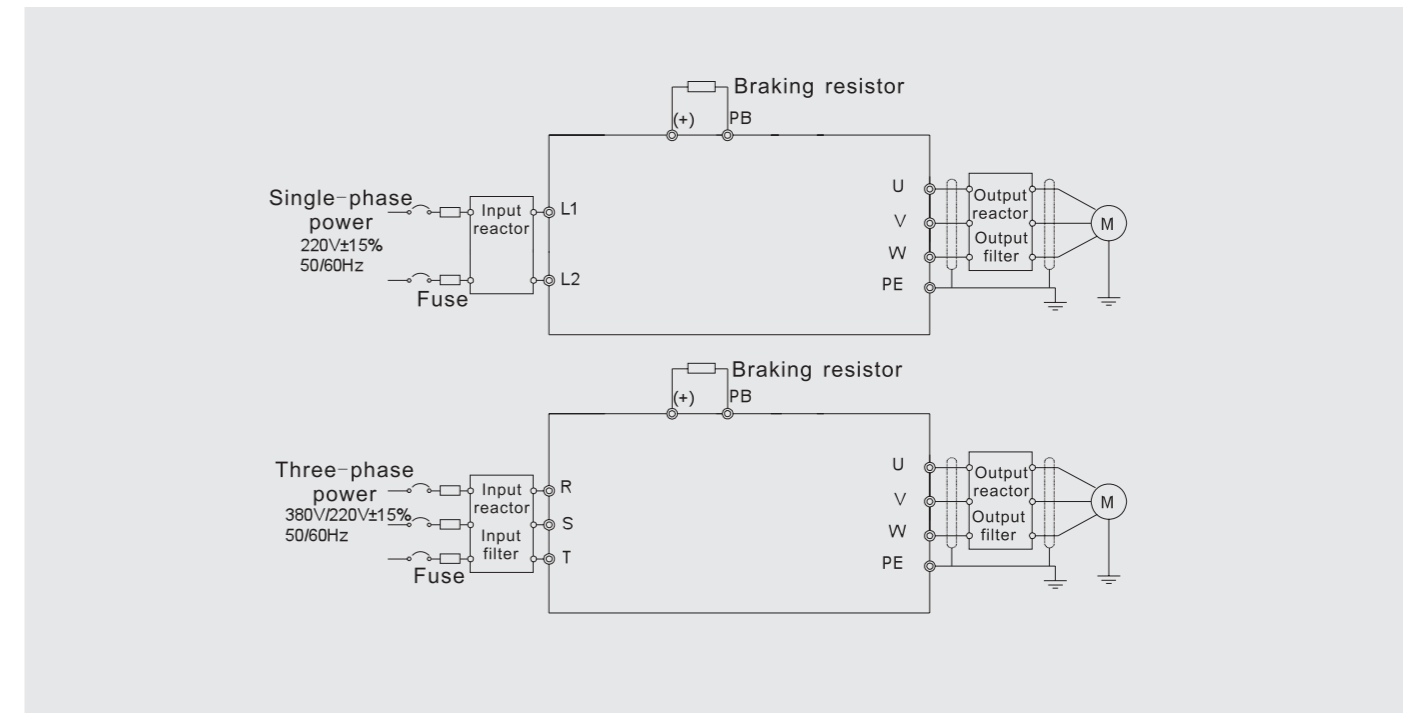 Braking resistor
(+)
PB
Single-phase
power
220V±15%
50/60Hz
Fuse
Input
reactor
L1
L2
U
V
W
PE
Output
reactor
Output
filter
M
Braking resistor
(+)
PB
Three-phase
power
380V/220V±15%
50/60Hz
Fuse
Input
reactor
Input
filter
R
S
T
U
V
W
PE
Output
reactor
Output
filter
M